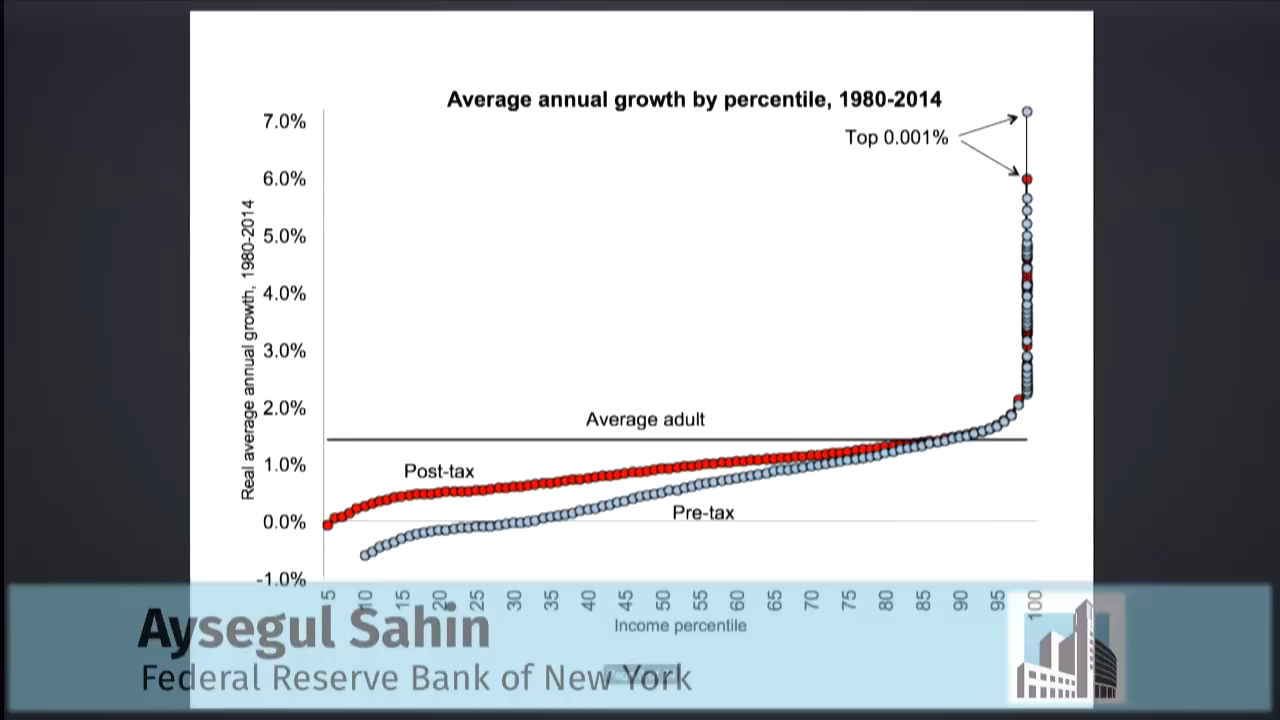 Average annual growth by percentile, 1980-2014
7.0%
Top 0.001%
6.0%
5.0%
4.0%
3.0%
2.0%
1.0%
0.0%
-1.0%
Real average annual growth, 1980-2014
Average adult
Post-tax
Pre-tax
5 10 15 20 25 30 35 40 45 50 55 60 65 70 75 80 85 90 95 100
Income percentile
Aysegul Sahin
Federal Reserve Bank of New York